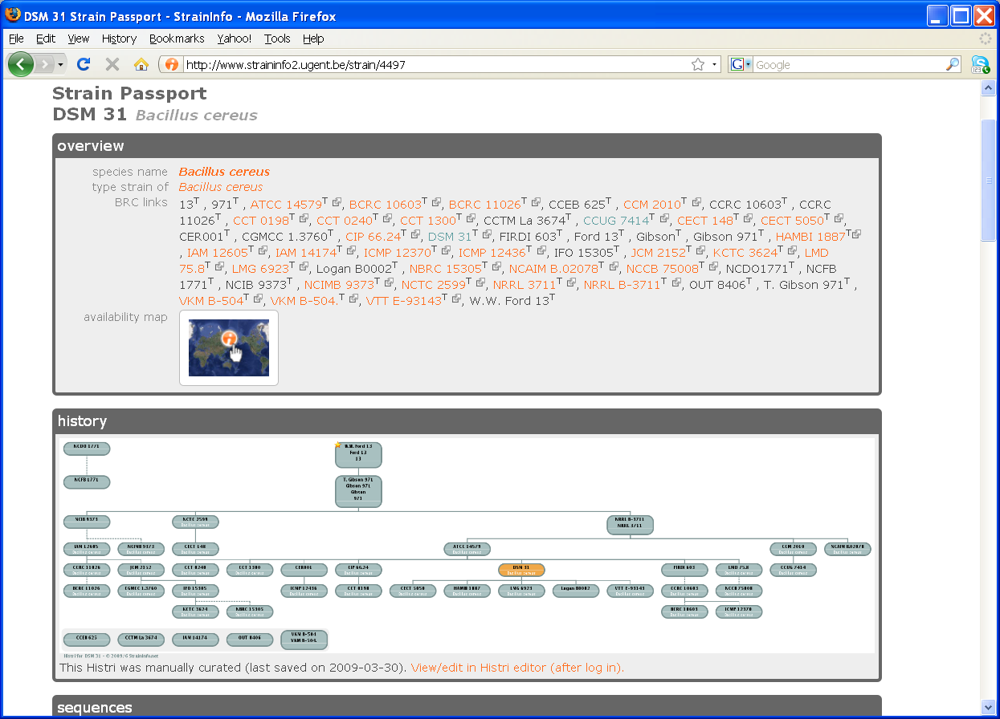 DSM 31 Strain Passport - StrainInfo - Mozilla Firefox
File Edit View History Bookmarks Yahoo! Tools Help
http://www.straininfo2.ugent.be/strain/4497
G Google
Strain Passport
DSM 31 Bacillus cereus
overview
species name Bacillus cereus
type strain of Bacillus cereus
BRC links 13T , 971T , ATCC 14579T , BCRC 10603T , BCRC 11026T , CCEB 625T , CCM 2010T , CCRC 10603T , CCRC
11026T , CCT 0198T , CCT 0240T , CCT 1300T , CCTM La 3674T , CCUG 7414T , CECT 148T , CECT 5050T ,
CER001T , CGMCC 1.3760T , CIP 66.24T , DSM 31T , FIRDI 603T , Ford 13T , GibsonT , Gibson 971T , HAMBI 1887T
, IAM 12605T , IAM 14174T , ICMP 12370T , ICMP 12436T , IFO 15305T , JCM 2152T , KCTC 3624T , LMD
75.8T , LMG 6923T , Logan B0002T , NBRC 15305T , NCAIM B.02078T , NCCB 75008T , NCDO1771T , NCFB
1771T , NCIB 9373T , NCIMB 9373T , NCTC 2599T , NRRL 3711T , NRRL B-3711T , OUT 8406T , T. Gibson 971T ,
VKM B-504T , VKM B-504.T , VTT E-93143T , W.W. Ford 13T
availability map
history
NCDO 1771
W.W. Ford 13
Ford 13
13
NCFB 1771
T. Gibson 971
Gibson 971
Gibson
971
NCIB 9373
NCTC 2599
Bacillus cereus
NRRL B-3711
NRRL 3711
IAM 12605 NCIMB 9373 CECT 148 ATCC 14579 CCM 2010 NCAIM B.02078
Bacillus cereus Bacillus cereus Bacillus cereus Bacillus cereus Bacillus cereus Bacillus cereus
CCRC 11026 JCM 2152 CCT 0240 CCT 1300 CER001 CIP 66.24 DSM 31 FIRDI 603 LMD 75.8 CCUG 7414
BCRC 11026 CGMCC 1.3760 IFO 15305 ICMP 12436 CCT 0198 CECT 5050 HAMBI 1887 LMG 6923 Logan B0002 VTT E-93143 CCRC 10603 NCCB 75008
KCTC 3624 NBRC 15305 BCRC 10603 ICMP 12370
CCEB 625 CCTM La 3674 IAM 14174 OUT 8406 VKM B-504
VKM B-504.
Histri for DSM 31 - © 2009/6 StrainInfo.net
This Histri was manually curated (last saved on 2009-03-30). View/edit in Histri editor (after log in).
sequences